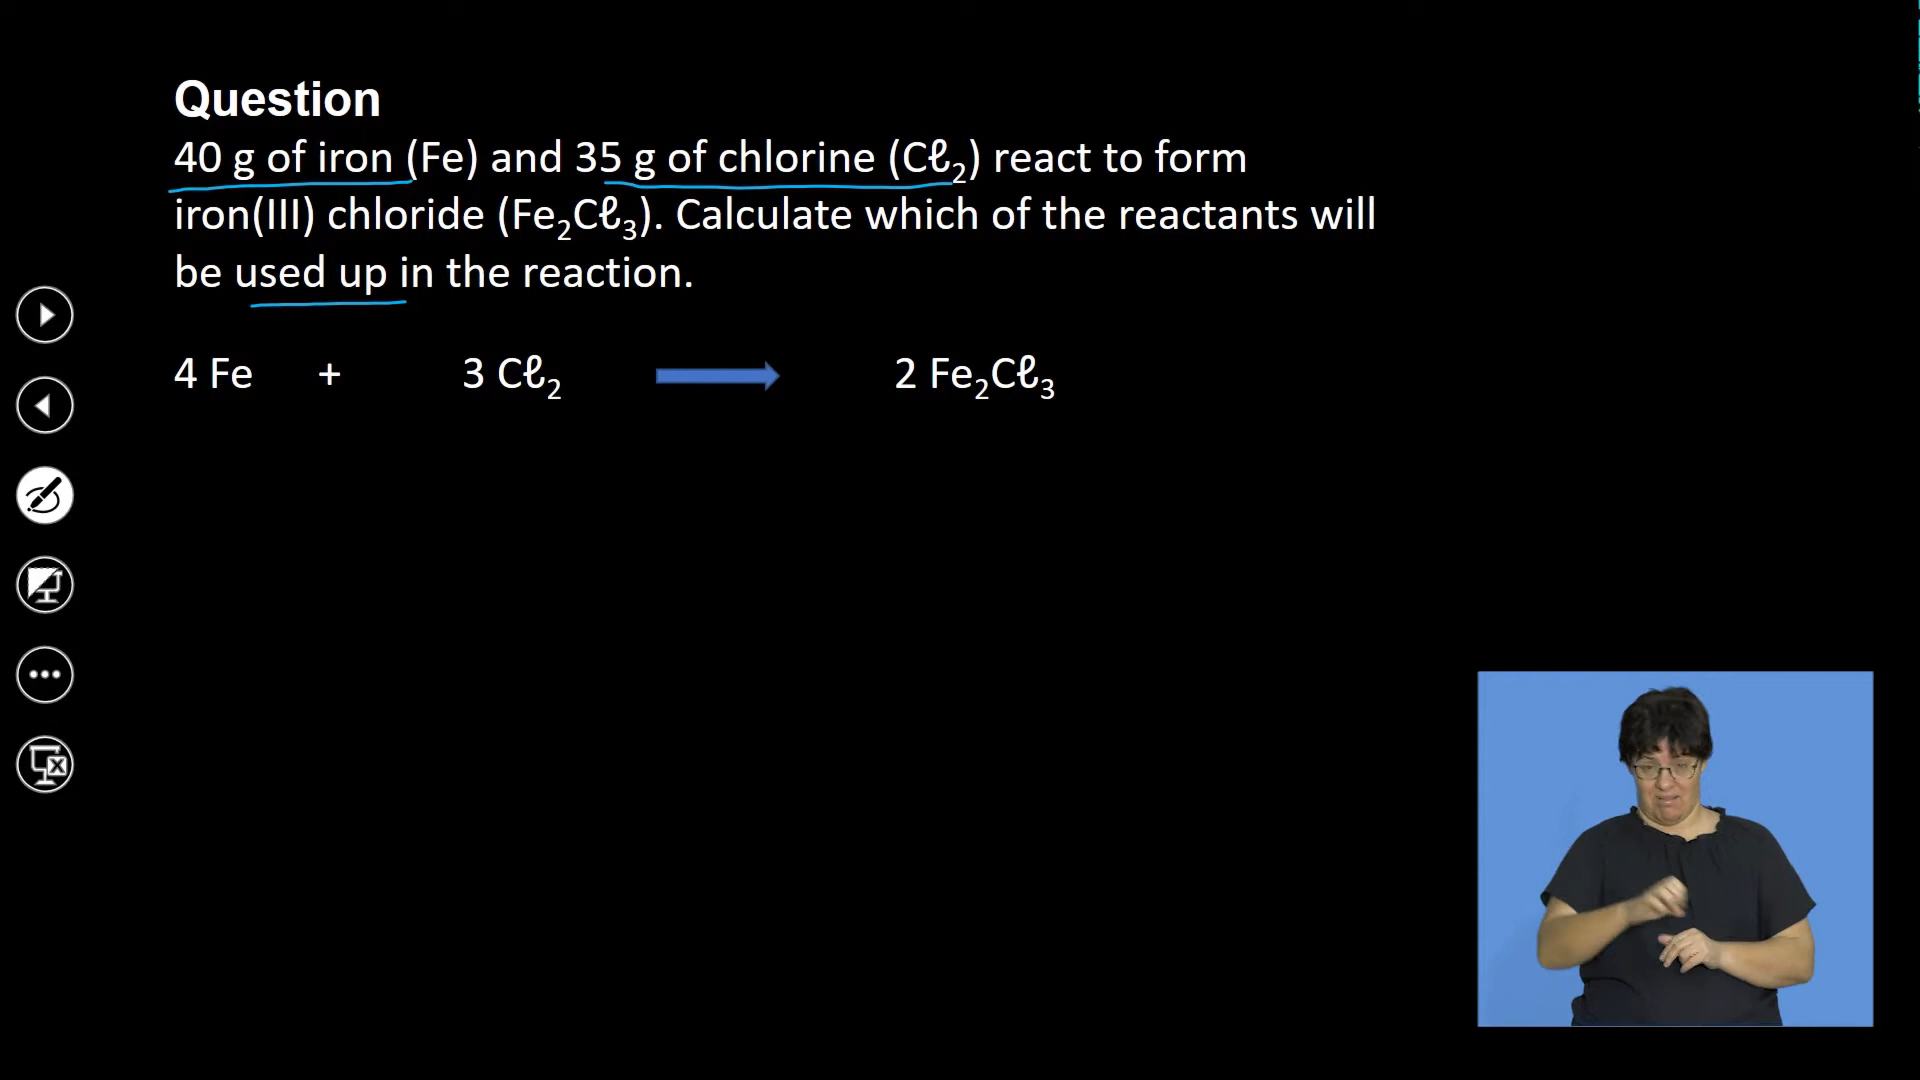 Question
40 g of iron (Fe) and 35 g of chlorine (Cℓ₂) react to form
iron(III) chloride (Fe₂Cℓ₃). Calculate which of the reactants will
be used up in the reaction.
4 Fe + 3 Cℓ₂ → 2 Fe₂Cℓ₃